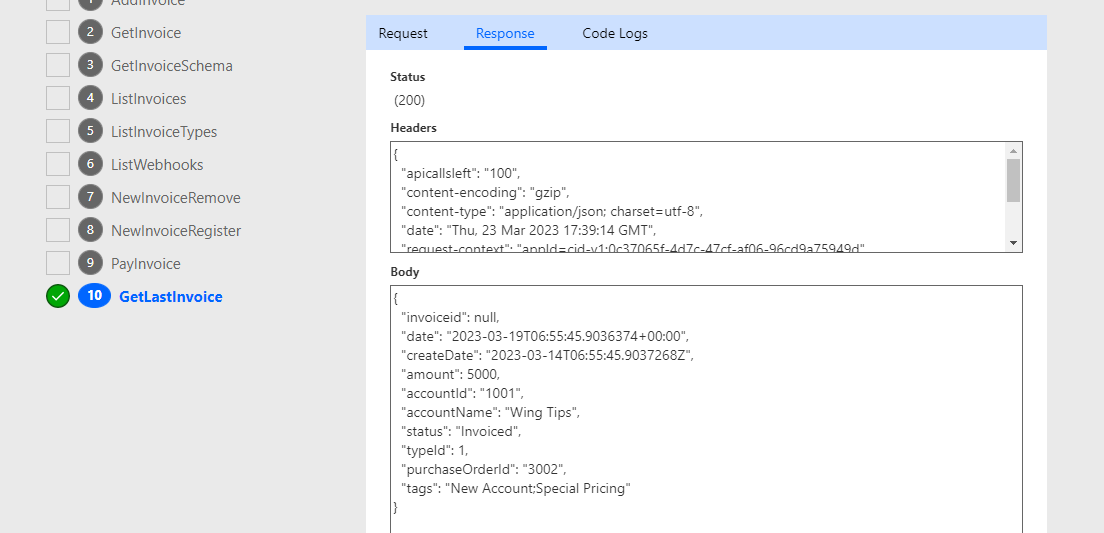 1 AddInvoice
2 GetInvoice
3 GetInvoiceSchema
4 ListInvoices
5 ListInvoiceTypes
6 ListWebhooks
7 NewInvoiceRemove
8 NewInvoiceRegister
9 PayInvoice
10 GetLastInvoice
Request Response Code Logs
Status
(200)
Headers
{
"apicallsleft": "100",
"content-encoding": "gzip",
"content-type": "application/json; charset=utf-8",
"date": "Thu, 23 Mar 2023 17:39:14 GMT",
"request-context": "appId=cid-v1:0c37065f-4d7c-47cf-af06-96cd9a75949d"
Body
{
"invoiceid": null,
"date": "2023-03-19T06:55:45.9036374+00:00",
"createDate": "2023-03-14T06:55:45.9037268Z",
"amount": 5000,
"accountId": "1001",
"accountName": "Wing Tips",
"status": "Invoiced",
"typeId": 1,
"purchaseOrderId": "3002",
"tags": "New Account;Special Pricing"
}